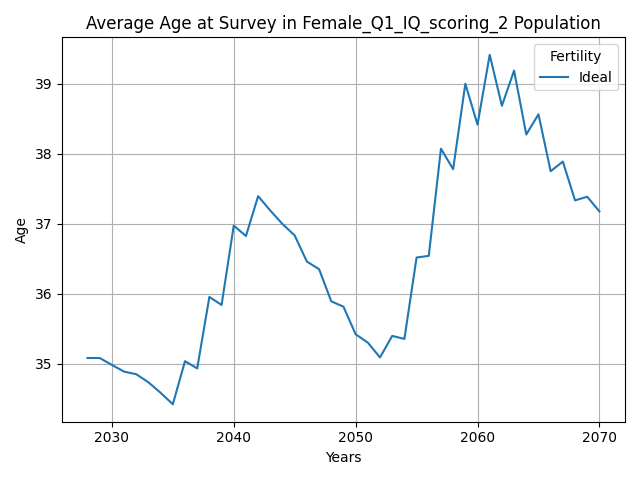 Average Age at Survey in Female_Q1_IQ_scoring_2 Population
Fertility
Ideal
39
38
37
36
35
Age
2030
2040
2050
2060
2070
Years